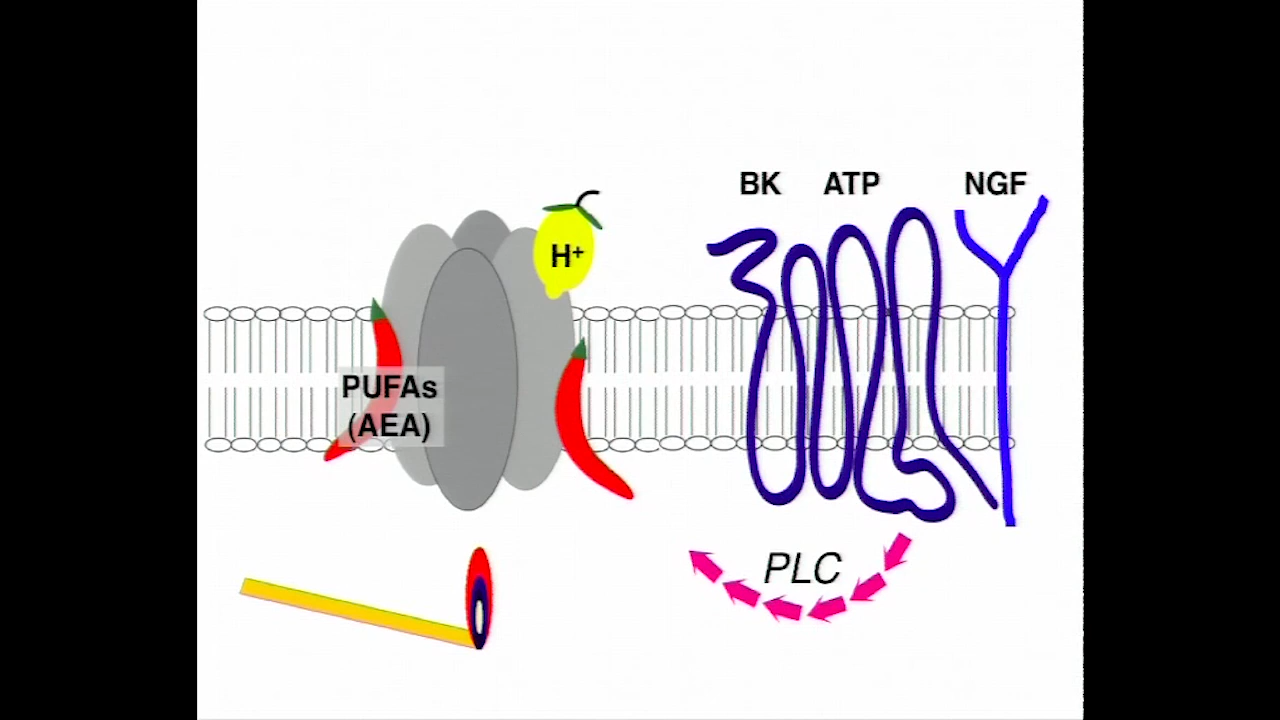 BK ATP NGF
H+
PUFAs
(AEA)
PLC